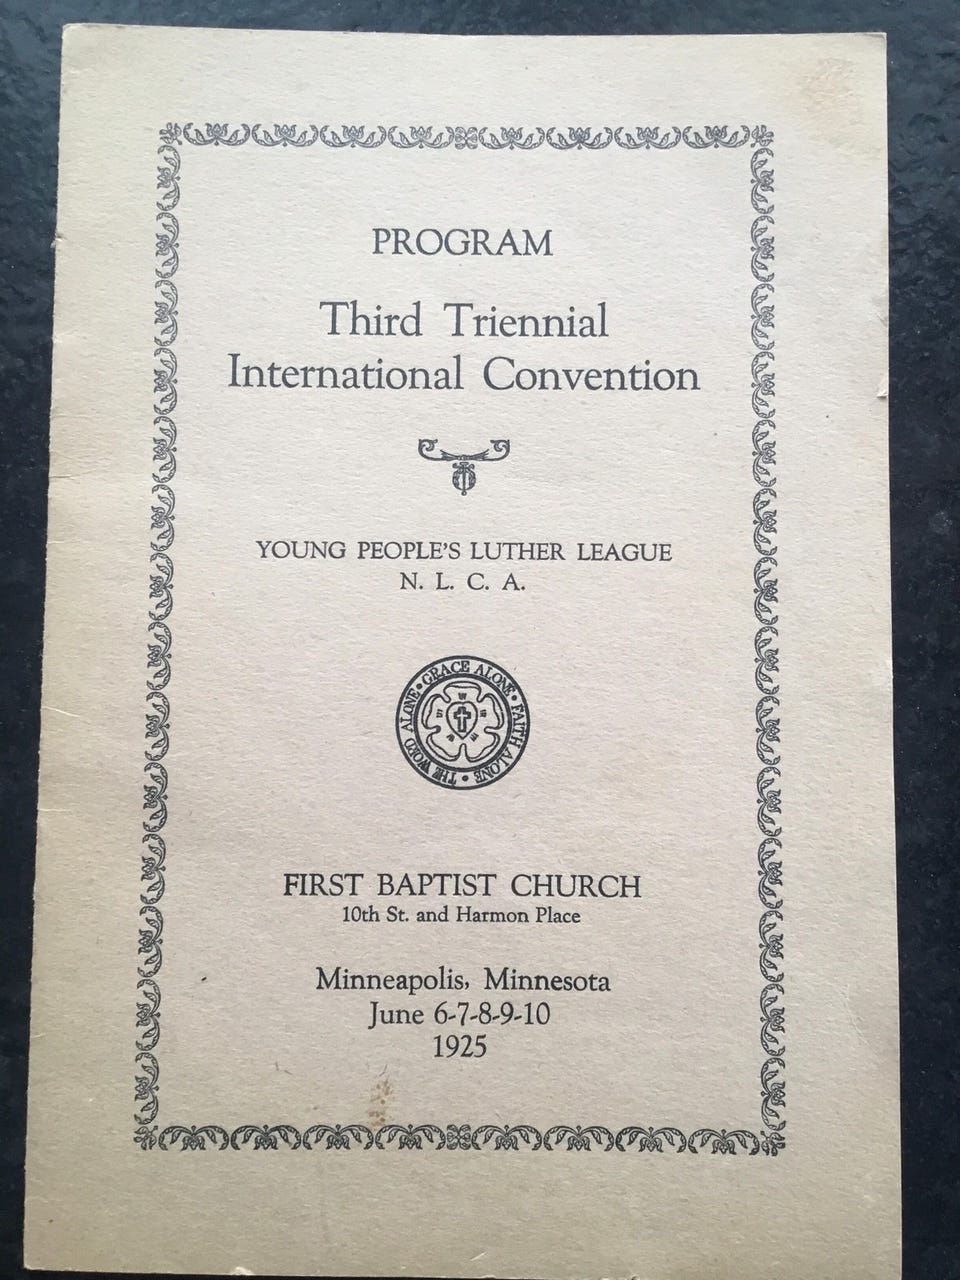 PROGRAM
Third Triennial
International Convention
YOUNG PEOPLE'S LUTHER LEAGUE
N. L. C. A.
GRACE ALONE • FAITH ALONE • THE WORD ALONE •
FIRST BAPTIST CHURCH
10th St. and Harmon Place
Minneapolis, Minnesota
June 6-7-8-9-10
1925